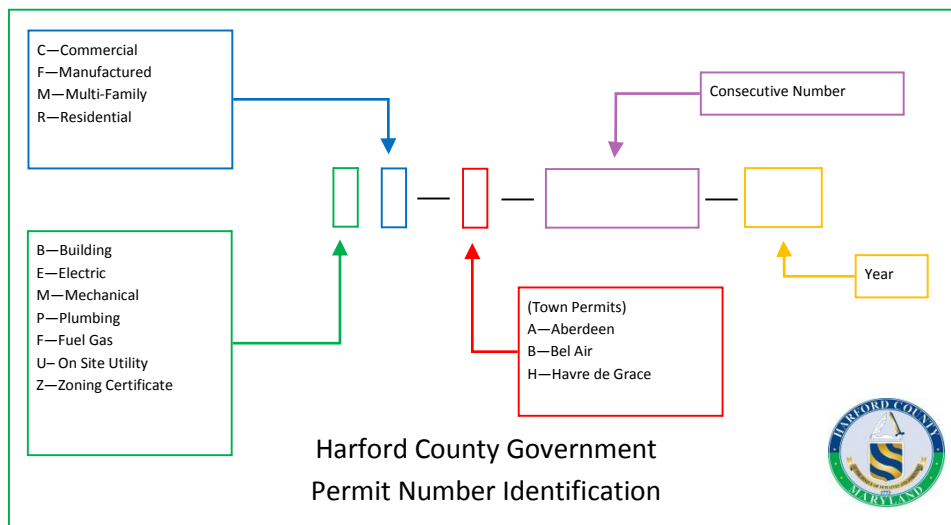 C—Commercial
F—Manufactured
M—Multi-Family
R—Residential
Consecutive Number
B—Building
E—Electric
M—Mechanical
P—Plumbing
F—Fuel Gas
U– On Site Utility
Z—Zoning Certificate
(Town Permits)
A—Aberdeen
B—Bel Air
H—Havre de Grace
Year
Harford County Government
Permit Number Identification
HARFORD COUNTY
1773
MARYLAND